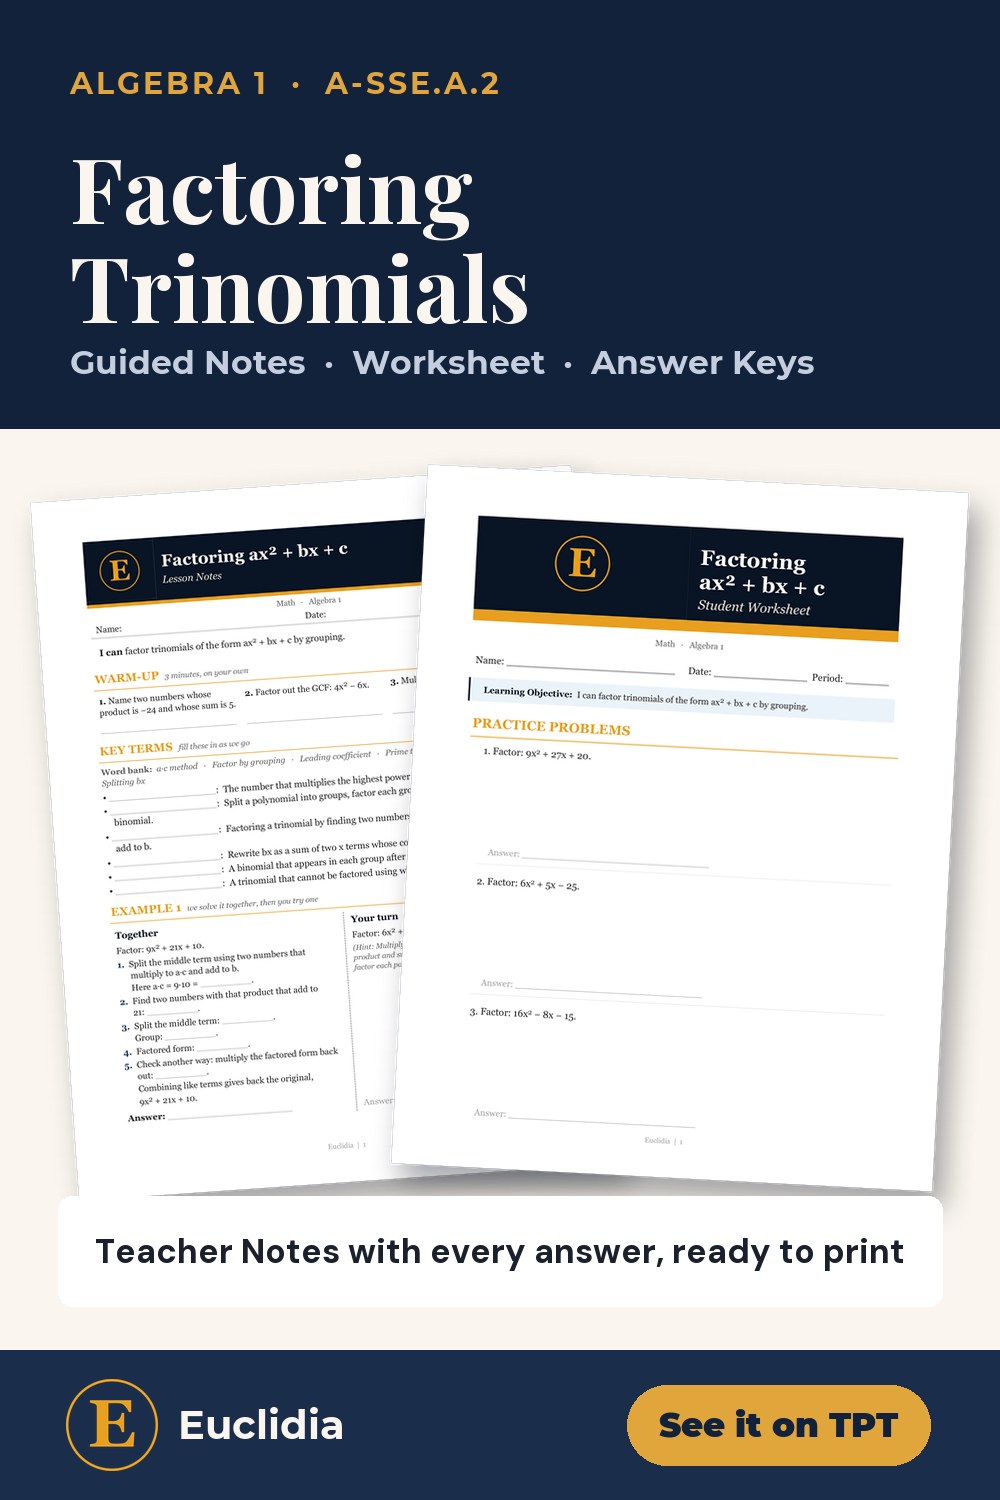 ALGEBRA 1 · A-SSE.A.2
Factoring
Trinomials
Guided Notes · Worksheet · Answer Keys
E
Factoring ax² + bx + c
Lesson Notes
Math · Algebra 1
Name:
Date:
I can factor trinomials of the form ax² + bx + c by grouping.
WARM-UP 3 minutes, on your own
1. Name two numbers whose
product is −24 and whose sum is 5.
2. Factor out the GCF: 4x² − 6x.
3.
KEY TERMS fill these in as we go
Word bank: a·c method · Factor by grouping · Leading coefficient · Prime
Splitting bx
• : The number that multiplies the highest power
• : Split a polynomial into groups, factor each
binomial.
• : Factoring a trinomial by finding two numbers
add to b.
• : Rewrite bx as a sum of two x terms whose
• : A binomial that appears in each group after
• : A trinomial that cannot be factored using
EXAMPLE 1 we solve it together, then you try one
Together
Factor: 9x² + 21x + 10.
1. Split the middle term using two numbers that
multiply to a·c and add to b.
Here a·c = 9·10 = .
2. Find two numbers with that product that add to
21: .
3. Split the middle term: .
Group: .
4. Factored form: .
5. Check another way: multiply the factored form back
out: .
Combining like terms gives back the original,
9x² + 21x + 10.
Answer:
Your turn
Factor: 6x² +
(Hint:
product and
factor each
Answer
Euclidia | 1
E
Factoring
ax² + bx + c
Student Worksheet
Math · Algebra 1
Name: Date: Period:
Learning Objective: I can factor trinomials of the form ax² + bx + c by grouping.
PRACTICE PROBLEMS
1. Factor: 9x² + 27x + 20.
Answer:
2. Factor: 6x² + 5x − 25.
Answer:
3. Factor: 16x² − 8x − 15.
Answer:
Euclidia | 1
Teacher Notes with every answer, ready to print
E
Euclidia
See it on TPT